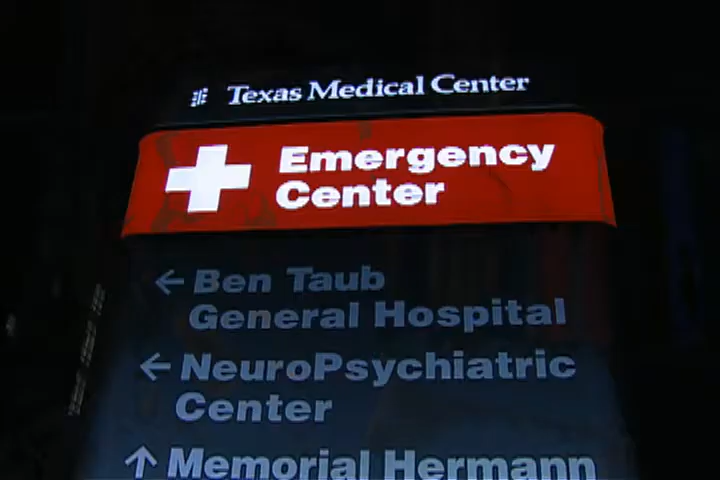 Texas Medical Center
Emergency
Center
← Ben Taub
General Hospital
← NeuroPsychiatric
Center
↑ Memorial Hermann